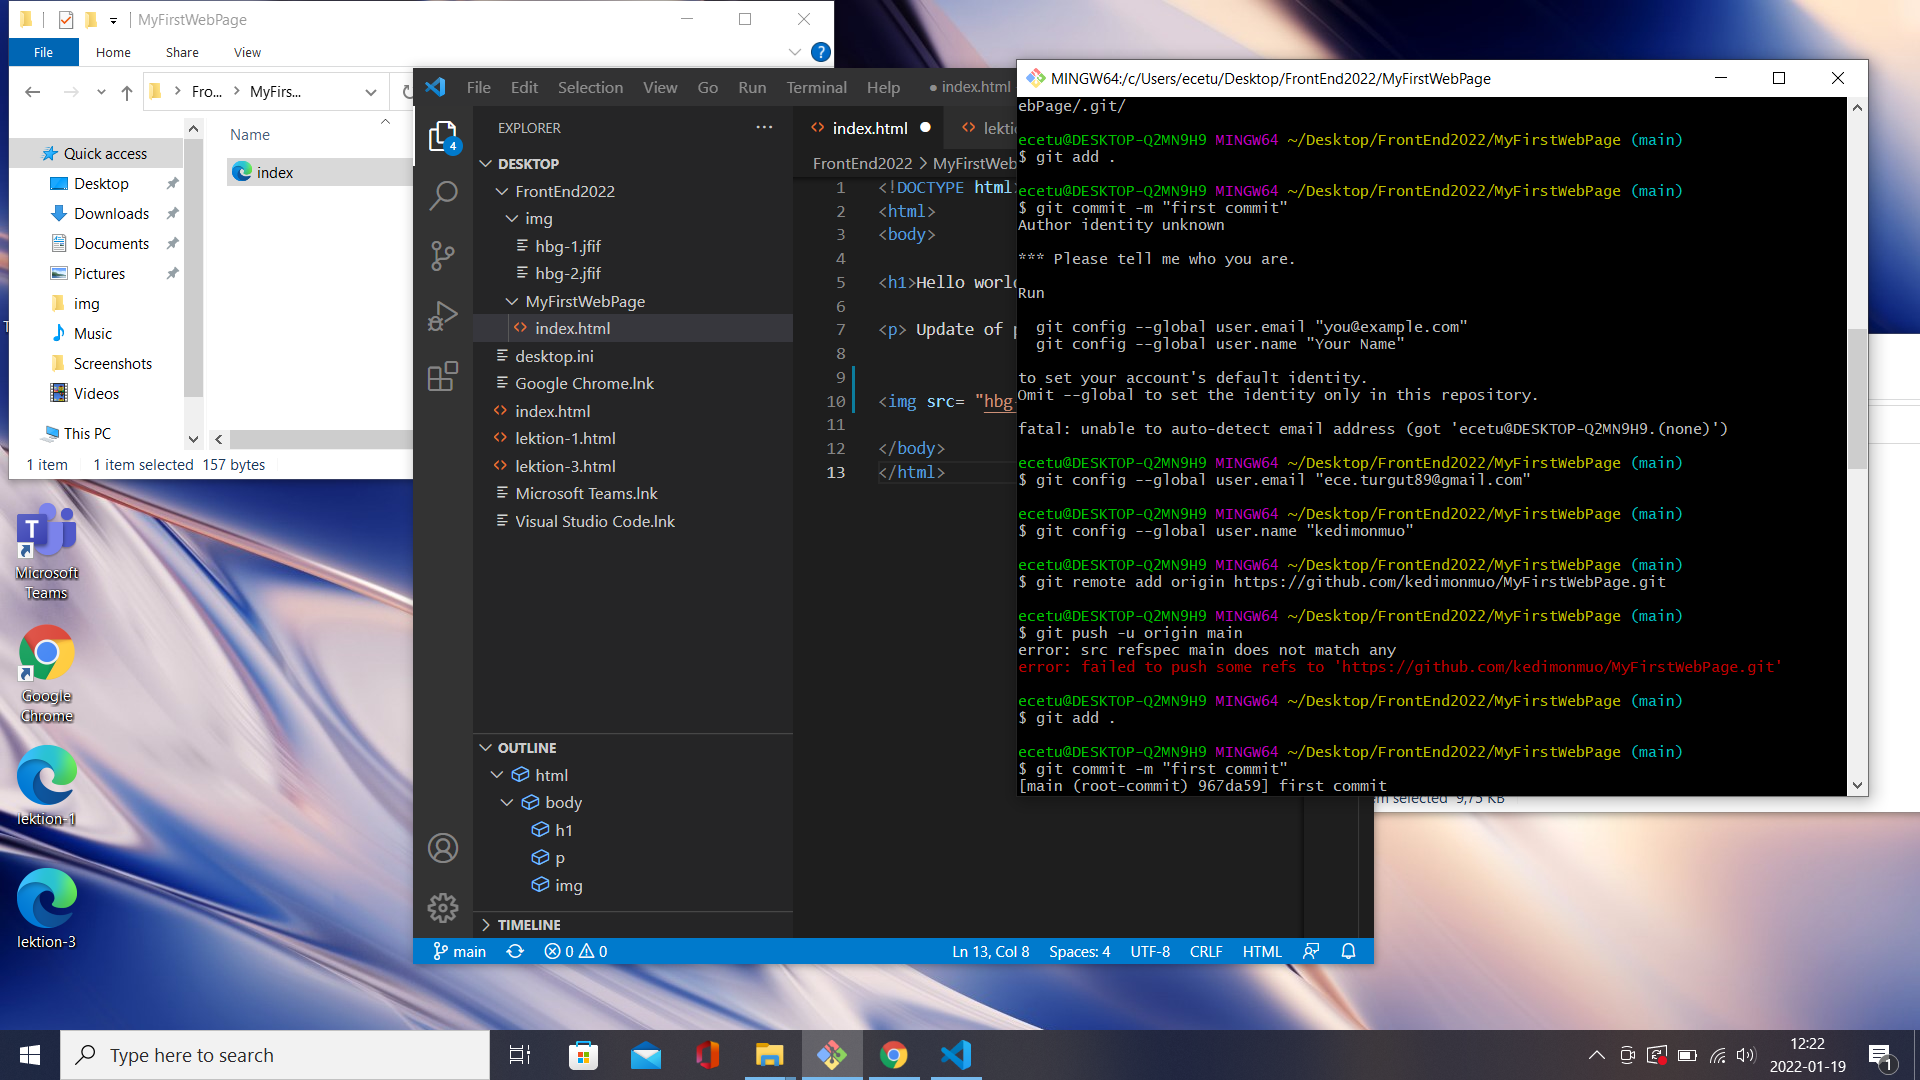 MyFirstWebPage
File Home Share View
Fro... MyFirs...
Name
index
Quick access
Desktop
Downloads
Documents
Pictures
img
Music
Screenshots
Videos
This PC
1 item 1 item selected 157 bytes
Microsoft Teams
Google Chrome
lektion-1
lektion-3
File Edit Selection View Go Run Terminal Help ● index.html
4
EXPLORER
DESKTOP
FrontEnd2022
img
hbg-1.jfif
hbg-2.jfif
MyFirstWebPage
index.html
desktop.ini
Google Chrome.lnk
index.html
lektion-1.html
lektion-3.html
Microsoft Teams.lnk
Visual Studio Code.lnk
OUTLINE
html
body
h1
p
img
TIMELINE
index.html
FrontEnd2022 > MyFirstWeb
1 <!DOCTYPE html
2 <html>
3 <body>
4
5 <h1>Hello world
6
7 <p> Update of p
8
9
10 <img src= "hbg
11
12 </body>
13 </html>
main 0 0
Ln 13, Col 8 Spaces: 4 UTF-8 CRLF HTML
MINGW64:/c/Users/ecetu/Desktop/FrontEnd2022/MyFirstWebPage
ebPage/.git/
ecetu@DESKTOP-Q2MN9H9 MINGW64 ~/Desktop/FrontEnd2022/MyFirstWebPage (main)
$ git add .
ecetu@DESKTOP-Q2MN9H9 MINGW64 ~/Desktop/FrontEnd2022/MyFirstWebPage (main)
$ git commit -m "first commit"
Author identity unknown
*** Please tell me who you are.
Run
git config --global user.email "you@example.com"
git config --global user.name "Your Name"
to set your account's default identity.
Omit --global to set the identity only in this repository.
fatal: unable to auto-detect email address (got 'ecetu@DESKTOP-Q2MN9H9.(none)')
ecetu@DESKTOP-Q2MN9H9 MINGW64 ~/Desktop/FrontEnd2022/MyFirstWebPage (main)
$ git config --global user.email "ece.turgut89@gmail.com"
ecetu@DESKTOP-Q2MN9H9 MINGW64 ~/Desktop/FrontEnd2022/MyFirstWebPage (main)
$ git config --global user.name "kedimonmuo"
ecetu@DESKTOP-Q2MN9H9 MINGW64 ~/Desktop/FrontEnd2022/MyFirstWebPage (main)
$ git remote add origin https://github.com/kedimonmuo/MyFirstWebPage.git
ecetu@DESKTOP-Q2MN9H9 MINGW64 ~/Desktop/FrontEnd2022/MyFirstWebPage (main)
$ git push -u origin main
error: src refspec main does not match any
error: failed to push some refs to 'https://github.com/kedimonmuo/MyFirstWebPage.git'
ecetu@DESKTOP-Q2MN9H9 MINGW64 ~/Desktop/FrontEnd2022/MyFirstWebPage (main)
$ git add .
ecetu@DESKTOP-Q2MN9H9 MINGW64 ~/Desktop/FrontEnd2022/MyFirstWebPage (main)
$ git commit -m "first commit"
[main (root-commit) 967da59] first commit
selected 9,75 KB
Type here to search
12:22
2022-01-19
1